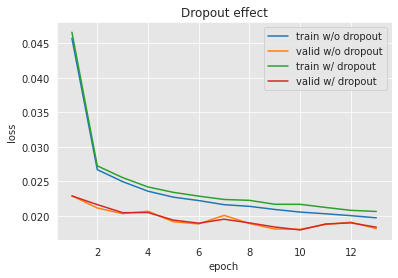 Dropout effect
train w/o dropout
valid w/o dropout
train w/ dropout
valid w/ dropout
0.045
0.040
0.035
0.030
0.025
0.020
loss
2 4 6 8 10 12
epoch